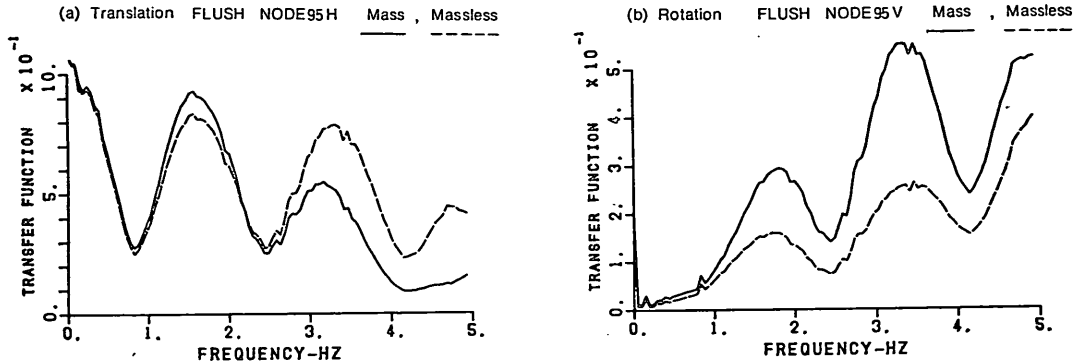 (a) Translation FLUSH NODE95H Mass , Massless
TRANSFER FUNCTION X 10⁻¹
10.
5.
0.
0. 1. 2. 3. 4. 5.
FREQUENCY-HZ
(b) Rotation FLUSH NODE95V Mass , Massless
TRANSFER FUNCTION X 10⁻¹
5.
4.
3.
2.
1.
0.
0. 1. 2. 3. 4. 5.
FREQUENCY-HZ